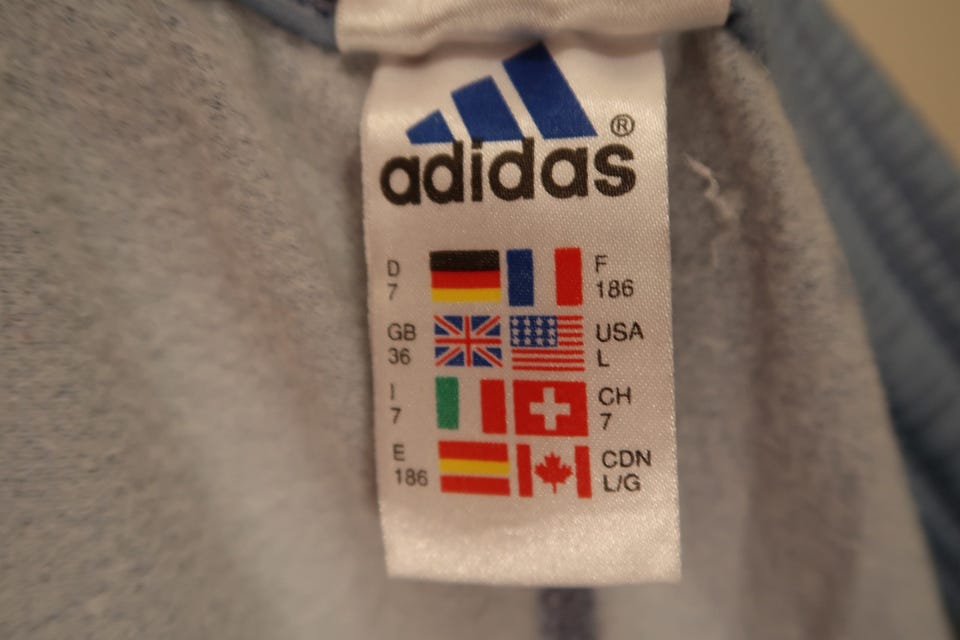 adidas®
D F
7 186
GB USA
36 L
I CH
7 7
E CDN
186 L/G